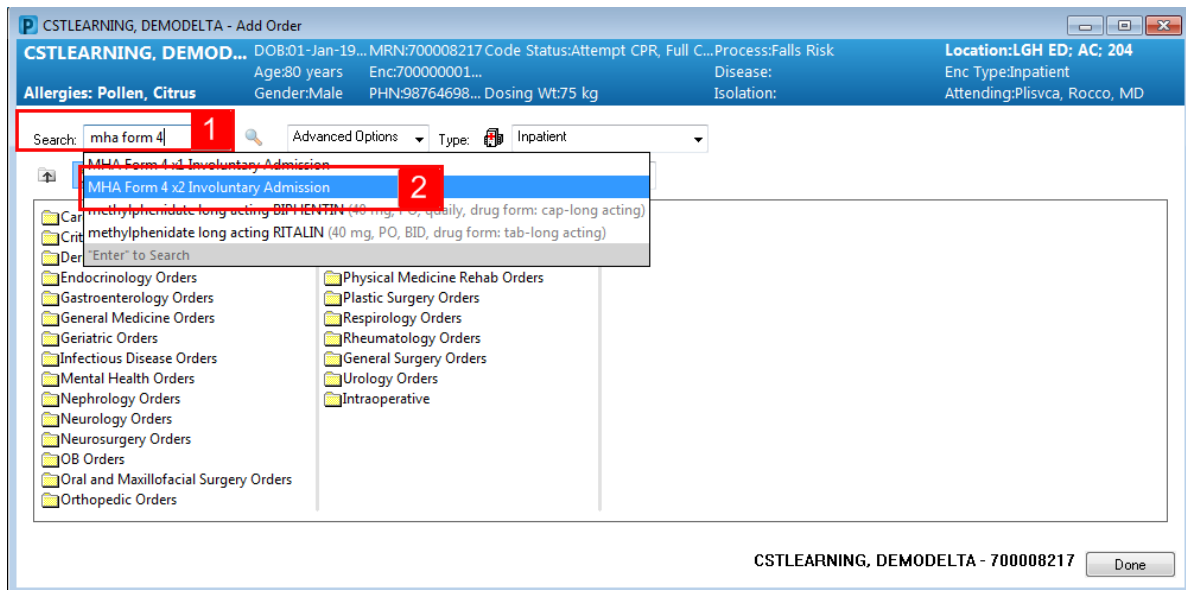 CSTLEARNING, DEMODELTA - Add Order
CSTLEARNING, DEMOD... DOB:01-Jan-19... MRN:700008217 Code Status:Attempt CPR, Full C...Process:Falls Risk Location:LGH ED; AC; 204
Age:80 years Enc:700000001... Disease: Enc Type:Inpatient
Allergies: Pollen, Citrus Gender:Male PHN:98764698... Dosing Wt:75 kg Isolation: Attending:Plisvca, Rocco, MD
Search: mha form 4 1 Advanced Options Type: Inpatient
MHA Form 4 x1 Involuntary Admission
MHA Form 4 x2 Involuntary Admission 2
methylphenidate long acting BIPHENTIN (40 mg, PO, qdaily, drug form: cap-long acting)
methylphenidate long acting RITALIN (40 mg, PO, BID, drug form: tab-long acting)
"Enter" to Search
Car
Crit
Der
Endocrinology Orders
Gastroenterology Orders
General Medicine Orders
Geriatric Orders
Infectious Disease Orders
Mental Health Orders
Nephrology Orders
Neurology Orders
Neurosurgery Orders
OB Orders
Oral and Maxillofacial Surgery Orders
Orthopedic Orders
Physical Medicine Rehab Orders
Plastic Surgery Orders
Respirology Orders
Rheumatology Orders
General Surgery Orders
Urology Orders
Intraoperative
CSTLEARNING, DEMODELTA - 700008217 Done